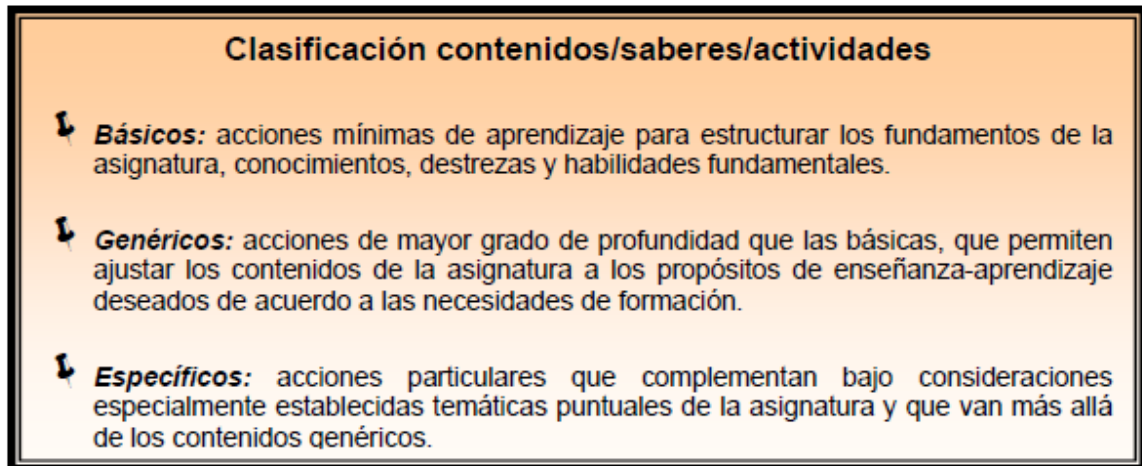 Clasificación contenidos/saberes/actividades
Básicos: acciones mínimas de aprendizaje para estructurar los fundamentos de la
asignatura, conocimientos, destrezas y habilidades fundamentales.
Genéricos: acciones de mayor grado de profundidad que las básicas, que permiten
ajustar los contenidos de la asignatura a los propósitos de enseñanza-aprendizaje
deseados de acuerdo a las necesidades de formación.
Específicos: acciones particulares que complementan bajo consideraciones
especialmente establecidas temáticas puntuales de la asignatura y que van más allá
de los contenidos genéricos.